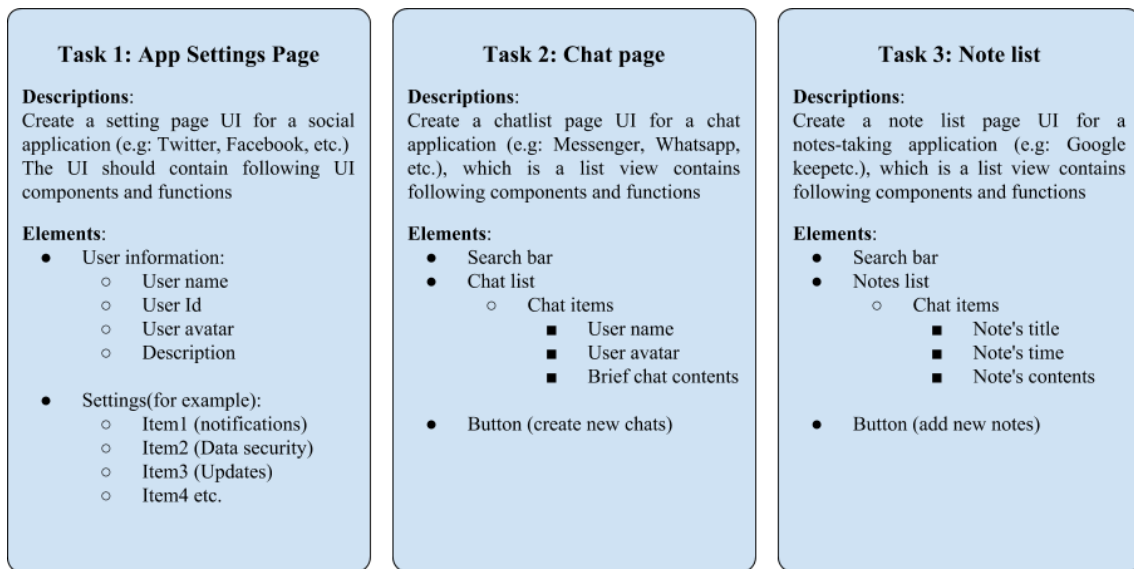 Task 1: App Settings Page
Descriptions:
Create a setting page UI for a social
application (e.g: Twitter, Facebook, etc.)
The UI should contain following UI
components and functions
Elements:
● User information:
○ User name
○ User Id
○ User avatar
○ Description
● Settings(for example):
○ Item1 (notifications)
○ Item2 (Data security)
○ Item3 (Updates)
○ Item4 etc.
Task 2: Chat page
Descriptions:
Create a chatlist page UI for a chat
application (e.g: Messenger, Whatsapp,
etc.), which is a list view contains
following components and functions
Elements:
● Search bar
● Chat list
○ Chat items
■ User name
■ User avatar
■ Brief chat contents
● Button (create new chats)
Task 3: Note list
Descriptions:
Create a note list page UI for a
notes-taking application (e.g: Google
keepetc.), which is a list view contains
following components and functions
Elements:
● Search bar
● Notes list
○ Chat items
■ Note's title
■ Note's time
■ Note's contents
● Button (add new notes)